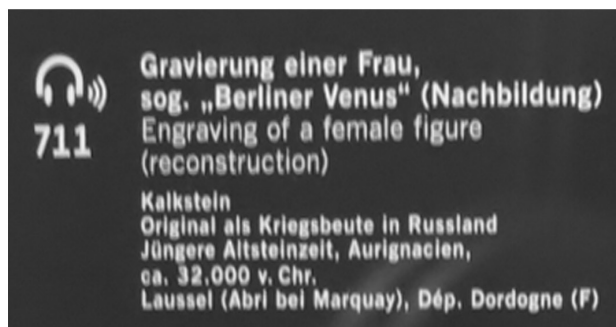 Gravierung einer Frau,
sog. „Berliner Venus“ (Nachbildung)
711
Engraving of a female figure
(reconstruction)
Kalkstein
Original als Kriegsbeute in Russland
Jüngere Altsteinzeit, Aurignacien,
ca. 32.000 v. Chr.
Laussel (Abri bei Marquay), Dép. Dordogne (F)